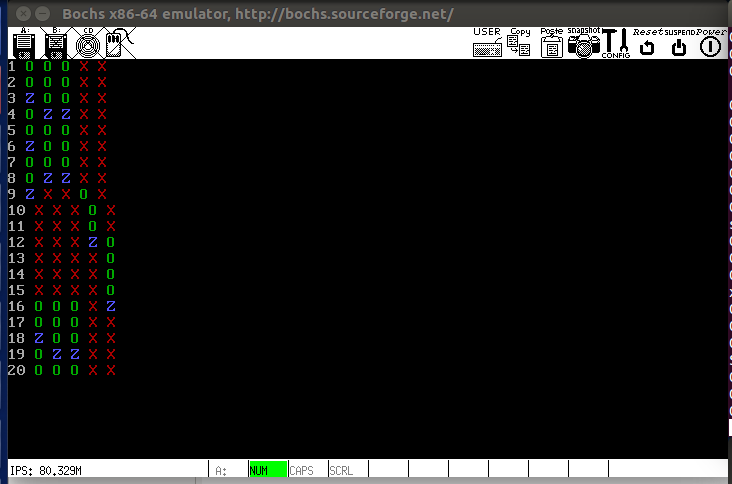 Bochs x86-64 emulator, http://bochs.sourceforge.net/
A: B: CD USER Copy Paste snapshot CONFIG Reset SUSPEND Power
1 O O O X X
2 O O O X X
3 Z O O X X
4 O Z Z X X
5 O O O X X
6 Z O O X X
7 O O O X X
8 O Z Z X X
9 Z X X O X
10 X X X O X
11 X X X O X
12 X X X Z O
13 X X X X O
14 X X X X O
15 X X X X O
16 O O O X Z
17 O O O X X
18 Z O O X X
19 O Z Z X X
20 O O O X X
IPS: 80.329M A: NUM CAPS SCRL